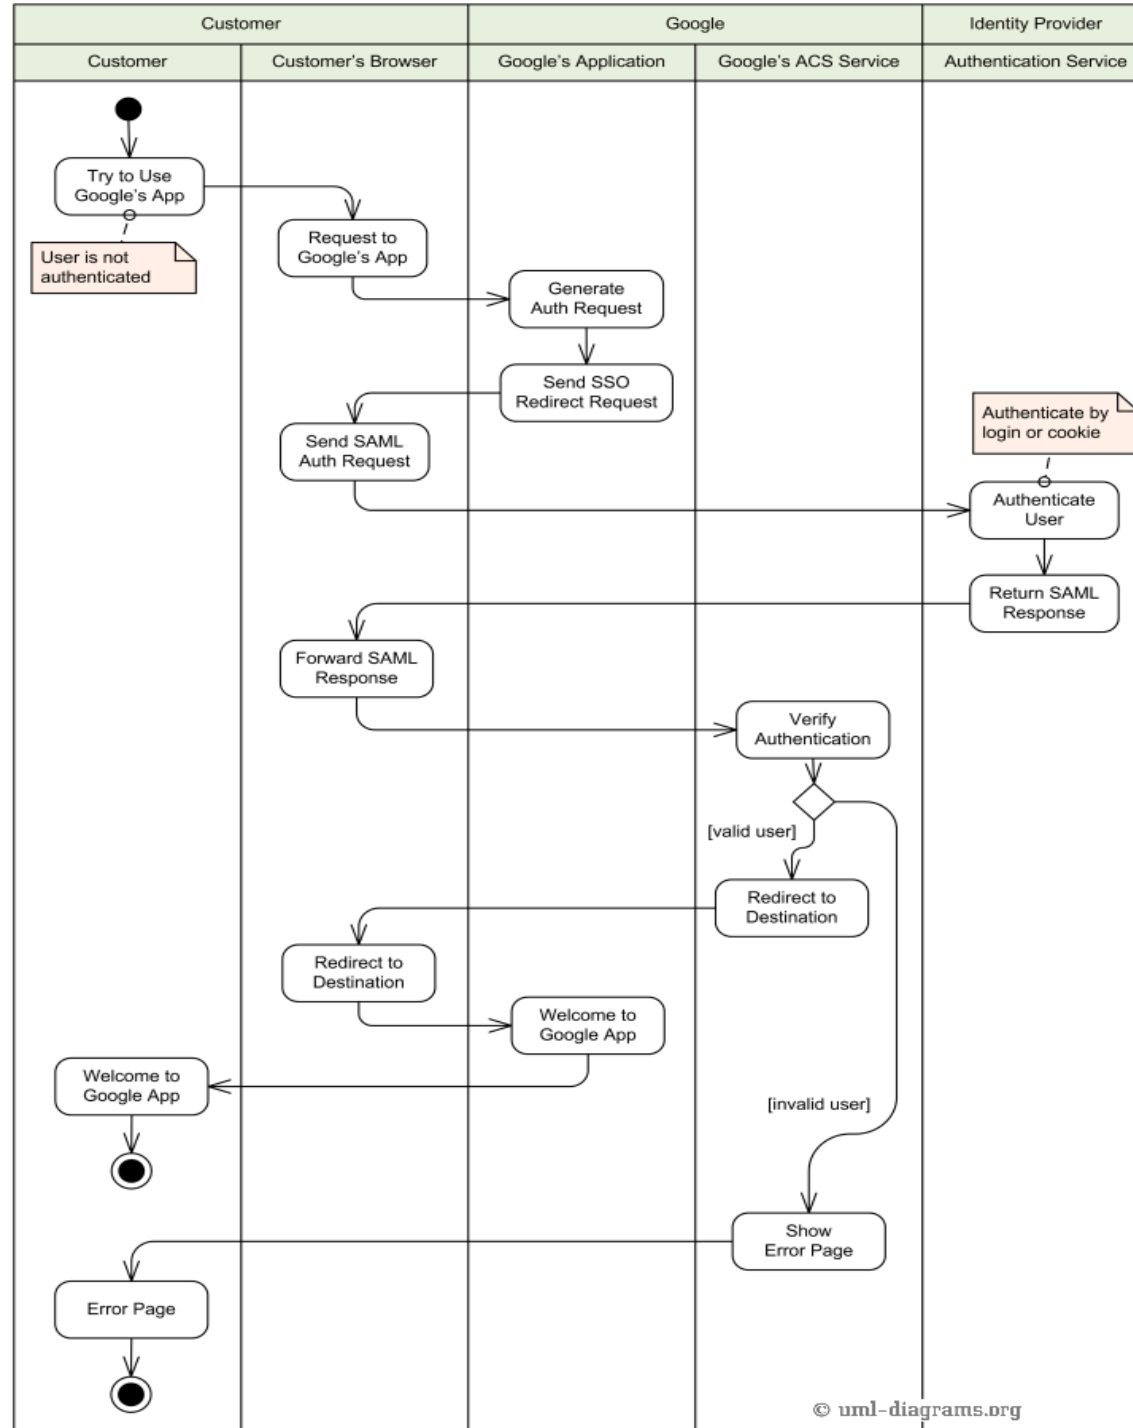 Customer
Google
Identity Provider
Customer
Customer's Browser
Google's Application
Google's ACS Service
Authentication Service
Try to Use
Google's App
User is not
authenticated
Request to
Google's App
Generate
Auth Request
Send SSO
Redirect Request
Send SAML
Auth Request
Authenticate by
login or cookie
Authenticate
User
Return SAML
Response
Forward SAML
Response
Verify
Authentication
[valid user]
Redirect to
Destination
Redirect to
Destination
Welcome to
Google App
Welcome to
Google App
[invalid user]
Show
Error Page
Error Page
© uml-diagrams.org